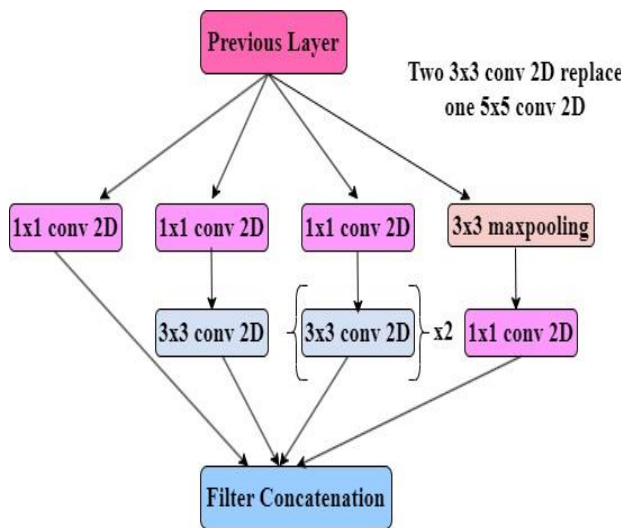 Previous Layer
Two 3x3 conv 2D replace
one 5x5 conv 2D
1x1 conv 2D
1x1 conv 2D
1x1 conv 2D
3x3 maxpooling
3x3 conv 2D
3x3 conv 2D
x2
1x1 conv 2D
Filter Concatenation